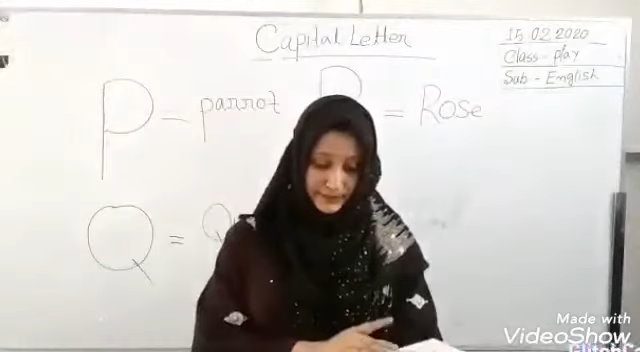 Capital Letter
15.02.2020
Class - play
Sub - English
P - parrot
R = Rose
Q = Q
Made with
VideoShow